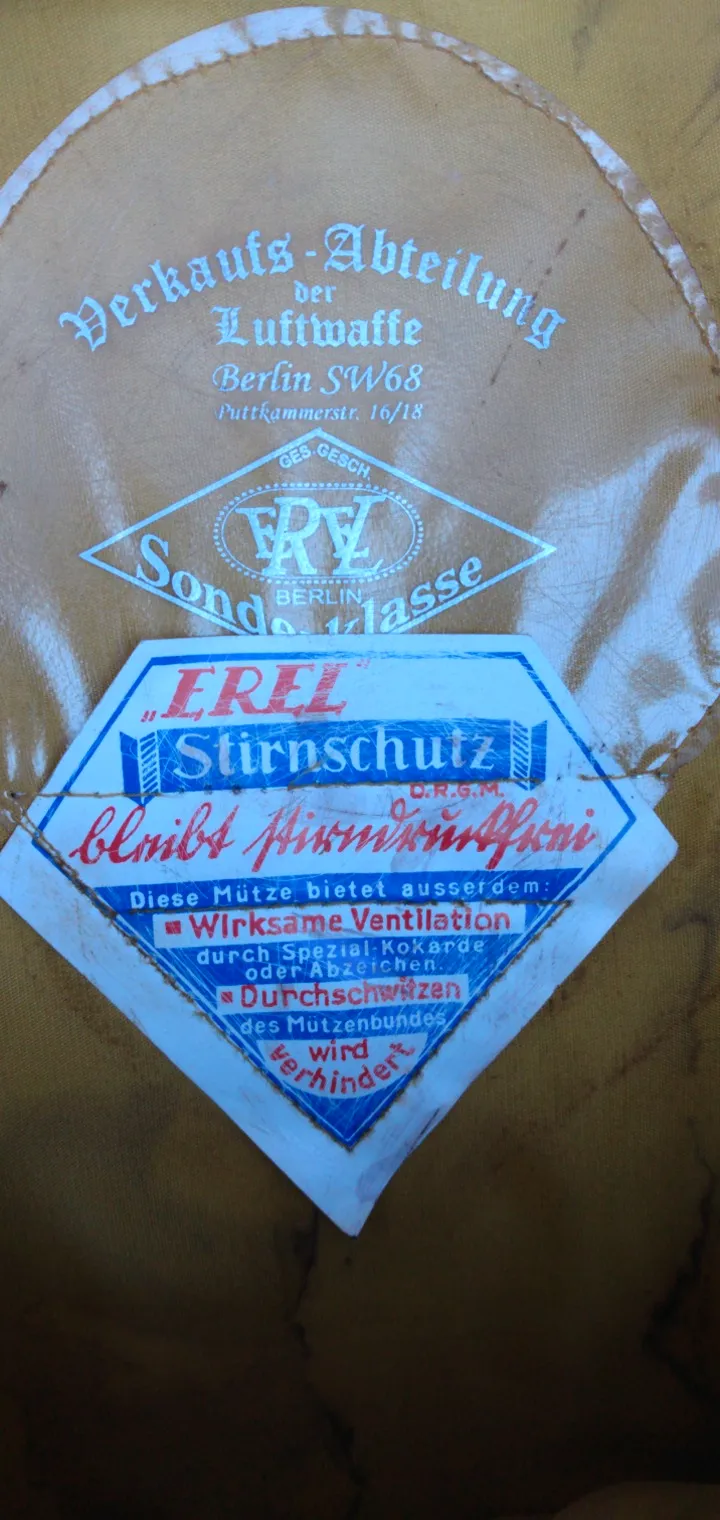 Verkaufs-Abteilung
der
Luftwaffe
Berlin SW68
Puttkammerstr. 16/18
GES. GESCH.
EREL
BERLIN
Sonderklasse
„EREL"
Stirnschutz
D.R.G.M.
bleibt stirndruckfrei
Diese Mütze bietet ausserdem:
Wirksame Ventilation
durch Spezial-Kokarde
oder Abzeichen.
Durchschwitzen
des Mützenbundes
wird
verhindert